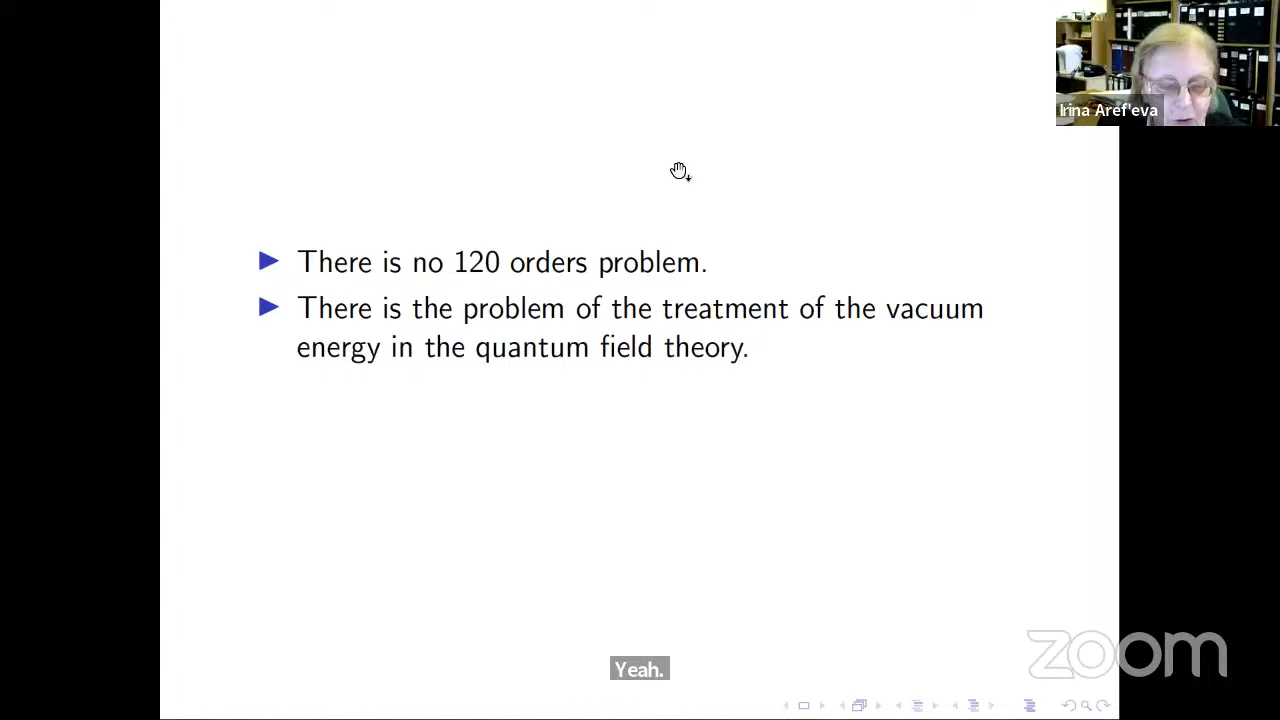 Irina Aref'eva
There is no 120 orders problem.
There is the problem of the treatment of the vacuum
energy in the quantum field theory.
Yeah.
zoom